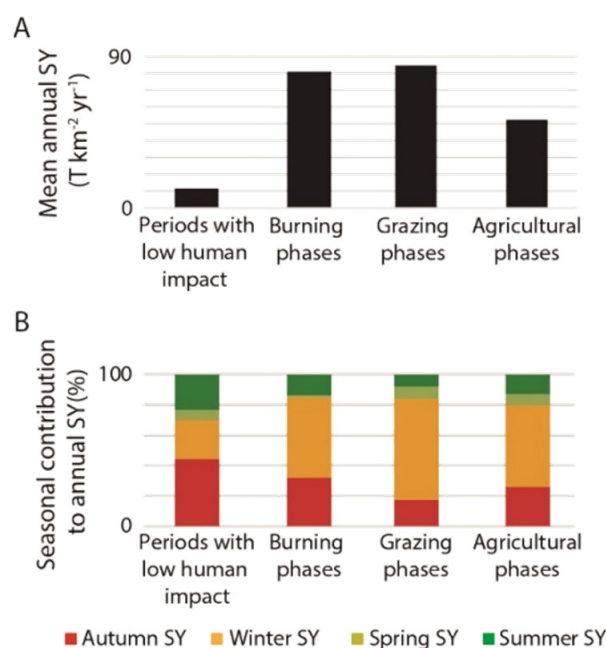 A
Mean annual SY
(T km⁻² yr⁻¹)
90
0
Periods with
low human
impact
Burning
phases
Grazing
phases
Agricultural
phases
B
Seasonal contribution
to annual SY(%)
100
0
Periods with
low human
impact
Burning
phases
Grazing
phases
Agricultural
phases
Autumn SY Winter SY Spring SY Summer SY